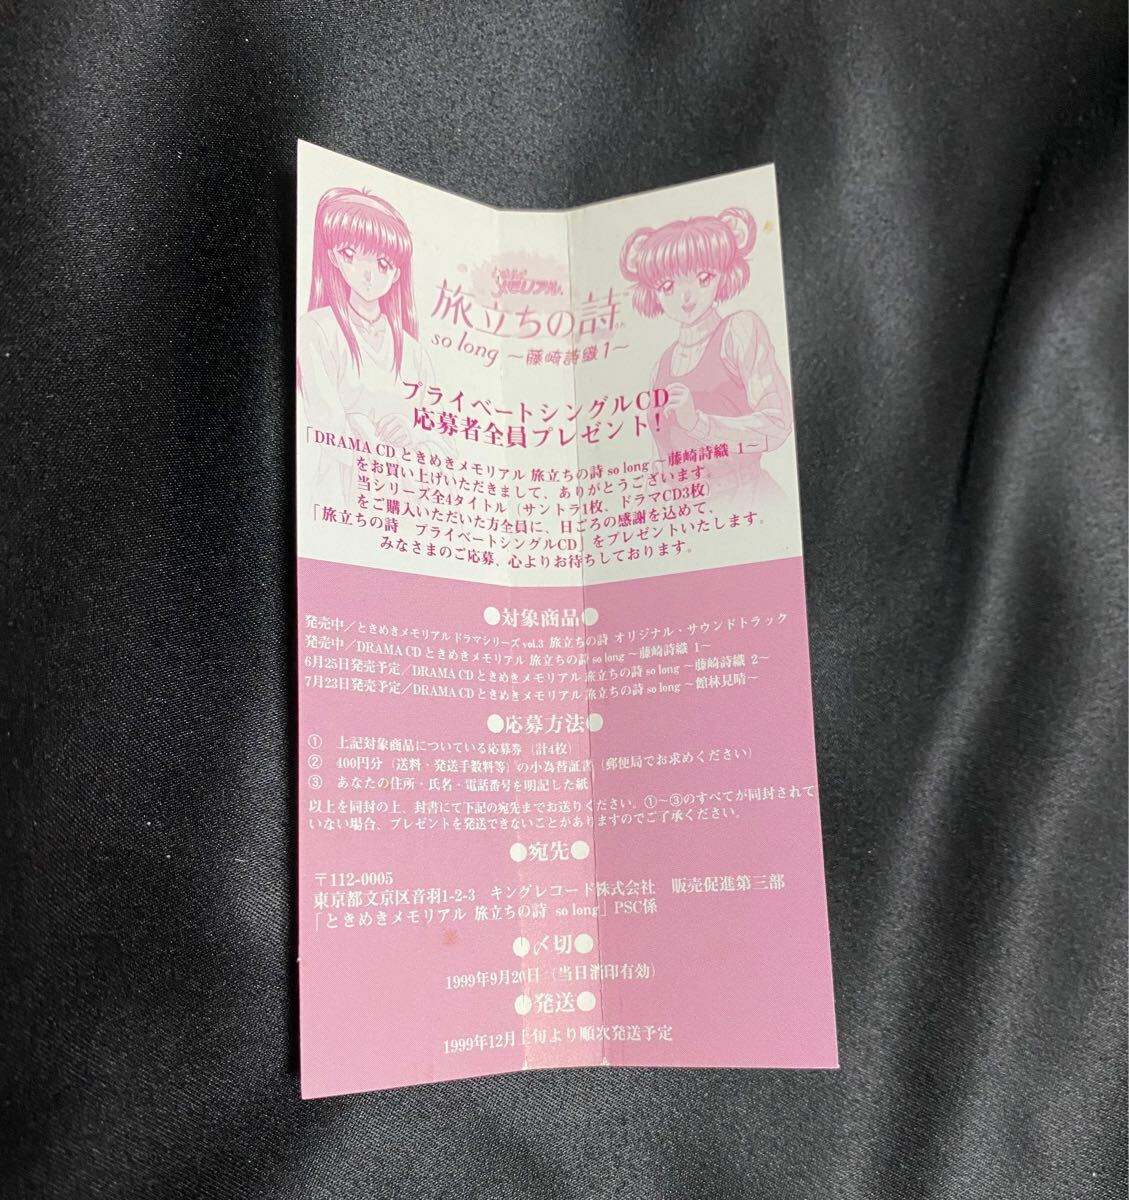 ときめきメモリアル
旅立ちの詩
so long ～藤崎詩織1～
プライベートシングルCD
応募者全員プレゼント!
「DRAMA CD ときめきメモリアル 旅立ちの詩 so long ～藤崎詩織 1～」
をお買い上げいただきまして、ありがとうございます。
当シリーズ全4タイトル（サントラ1枚、ドラマCD3枚）
をご購入いただいた方全員に、日ごろの感謝を込めて、
「旅立ちの詩　プライベートシングルCD」をプレゼントいたします。
みなさまのご応募、心よりお待ちしております。
●対象商品●
発売中/ときめきメモリアル ドラマシリーズ vol.3 旅立ちの詩 オリジナル・サウンドトラック
発売中/DRAMA CD ときめきメモリアル 旅立ちの詩 so long ～藤崎詩織 1～
6月25日発売予定/DRAMA CD ときめきメモリアル 旅立ちの詩 so long ～藤崎詩織 2～
7月23日発売予定/DRAMA CD ときめきメモリアル 旅立ちの詩 so long ～館林見晴～
●応募方法●
① 上記対象商品についている応募券（計4枚）
② 400円分（送料・発送手数料等）の小為替証書（郵便局でお求めください）
③ あなたの住所・氏名・電話番号を明記した紙
以上を同封の上、封書にて下記の宛先までお送りください。①～③のすべてが同封されて
いない場合、プレゼントを発送できないことがありますのでご了承ください。
●宛先●
〒112-0005
東京都文京区音羽1-2-3　キングレコード株式会社　販売促進第三部
「ときめきメモリアル 旅立ちの詩 so long」PSC係
●〆切●
1999年9月20日（当日消印有効）
●発送●
1999年12月上旬より順次発送予定